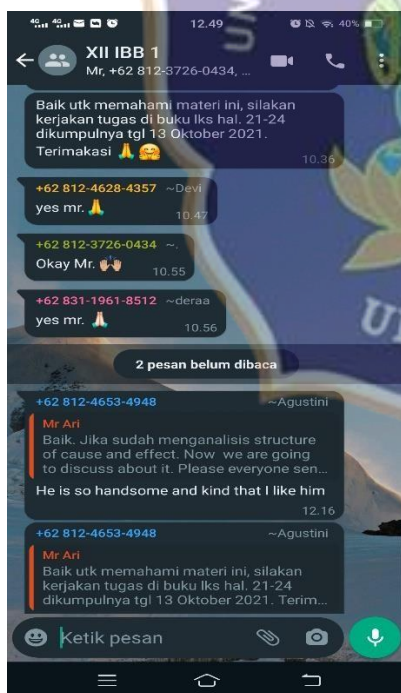 4G 4G 12.49 40%
XII IBB 1
Mr, +62 812-3726-0434, ...
Baik utk memahami materi ini, silakan
kerjakan tugas di buku lks hal. 21-24
dikumpulnya tgl 13 Oktober 2021.
Terimakasi 🙏 🤗
10.36
+62 812-4628-4357 ~Devi
yes mr. 🙏
10.47
+62 812-3726-0434 ~.
Okay Mr. 🙌
10.55
+62 831-1961-8512 ~deraa
yes mr. 🙏
10.56
2 pesan belum dibaca
+62 812-4653-4948 ~Agustini
Mr Ari
Baik. Jika sudah menganalisis structure
of cause and effect. Now we are going
to discuss about it. Please everyone sen...
He is so handsome and kind that I like him
12.16
+62 812-4653-4948 ~Agustini
Mr Ari
Baik utk memahami materi ini, silakan
kerjakan tugas di buku lks hal. 21-24
dikumpulnya tgl 13 Oktober 2021. Terim...
Ketik pesan
UN
U